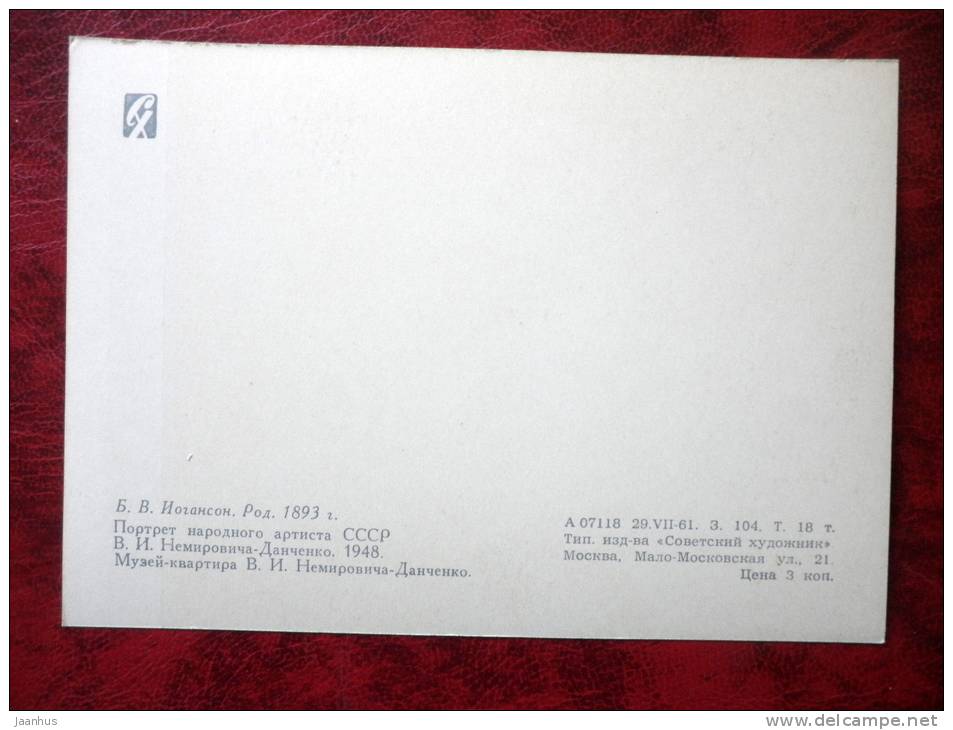 СХ
Б. В. Иогансон. Род. 1893 г.
Портрет народного артиста СССР
В. И. Немировича-Данченко. 1948.
Музей-квартира В. И. Немировича-Данченко.
А 07118 29.VII-61. З. 104. Т. 18 т.
Тип. изд-ва «Советский художник».
Москва, Мало-Московская ул., 21.
Цена 3 коп.
jaanhus
www.delcampe.net